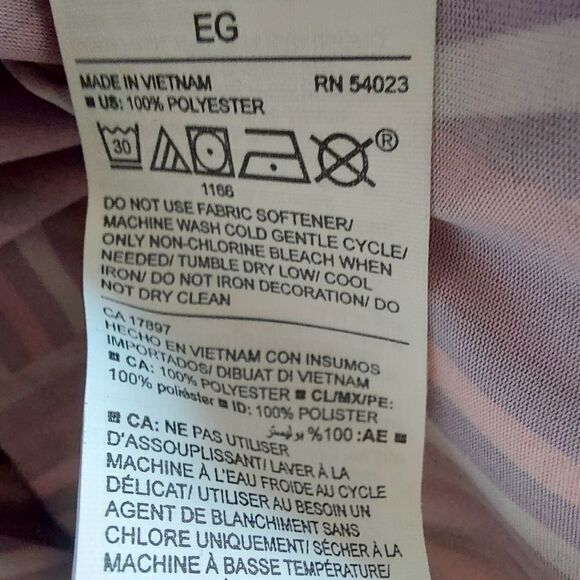 EG
MADE IN VIETNAM RN 54023
US: 100% POLYESTER
30 ®
1166
DO NOT USE FABRIC SOFTENER/
MACHINE WASH COLD GENTLE CYCLE/
ONLY NON-CHLORINE BLEACH WHEN
NEEDED/ TUMBLE DRY LOW/ COOL
IRON/ DO NOT IRON DECORATION/ DO
NOT DRY CLEAN
CA 17897
HECHO EN VIETNAM CON INSUMOS
IMPORTADOS/ DIBUAT DI VIETNAM
CA: 100% POLYESTER CL/MX/PE:
100% poliéster ID: 100% POLISTER
AE: 100% بوليستر
CA: NE PAS UTILISER
D'ASSOUPLISSANT/ LAVER À LA
MACHINE À L'EAU FROIDE AU CYCLE
DÉLICAT/ UTILISER AU BESOIN UN
AGENT DE BLANCHIMENT SANS
CHLORE UNIQUEMENT/ SÉCHER À LA
MACHINE À BASSE TEMPÉRATURE/